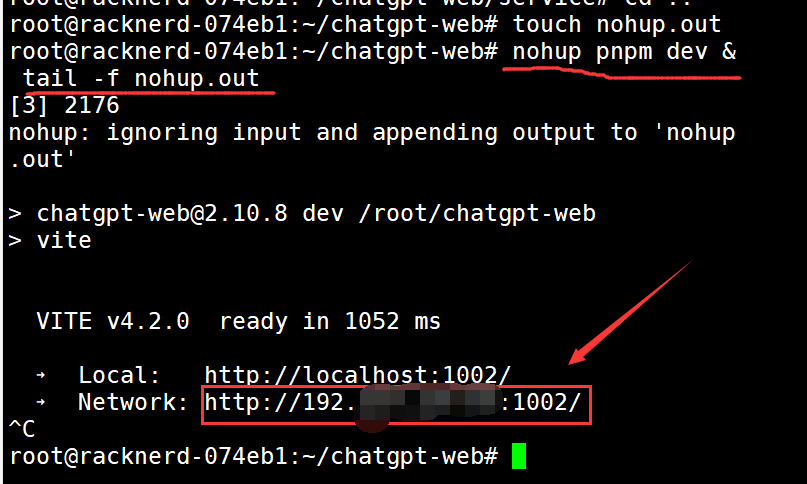 root@racknerd-074eb1:~/chatgpt-web/service# cd ..
root@racknerd-074eb1:~/chatgpt-web# touch nohup.out
root@racknerd-074eb1:~/chatgpt-web# nohup pnpm dev &
tail -f nohup.out
[3] 2176
nohup: ignoring input and appending output to 'nohup
.out'
> chatgpt-web@2.10.8 dev /root/chatgpt-web
> vite
VITE v4.2.0  ready in 1052 ms
➜  Local:   http://localhost:1002/
➜  Network: http://192. :1002/
^C
root@racknerd-074eb1:~/chatgpt-web#